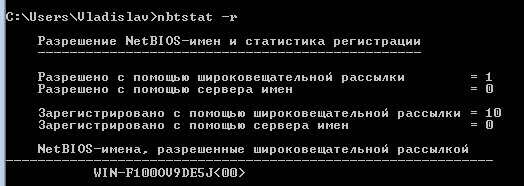 C:\Users\Vladislav>nbtstat -r
Разрешение NetBIOS-имен и статистика регистрации
------------------------------------------------
Разрешено с помощью широковещательной рассылки = 1
Разрешено с помощью сервера имен = 0
Зарегистрировано с помощью широковещательной рассылки = 10
Зарегистрировано с помощью сервера имен = 0
NetBIOS-имена, разрешенные широковещательной рассылкой
-------------------------------------------------------------
WIN-F100OV9DE5J<00>